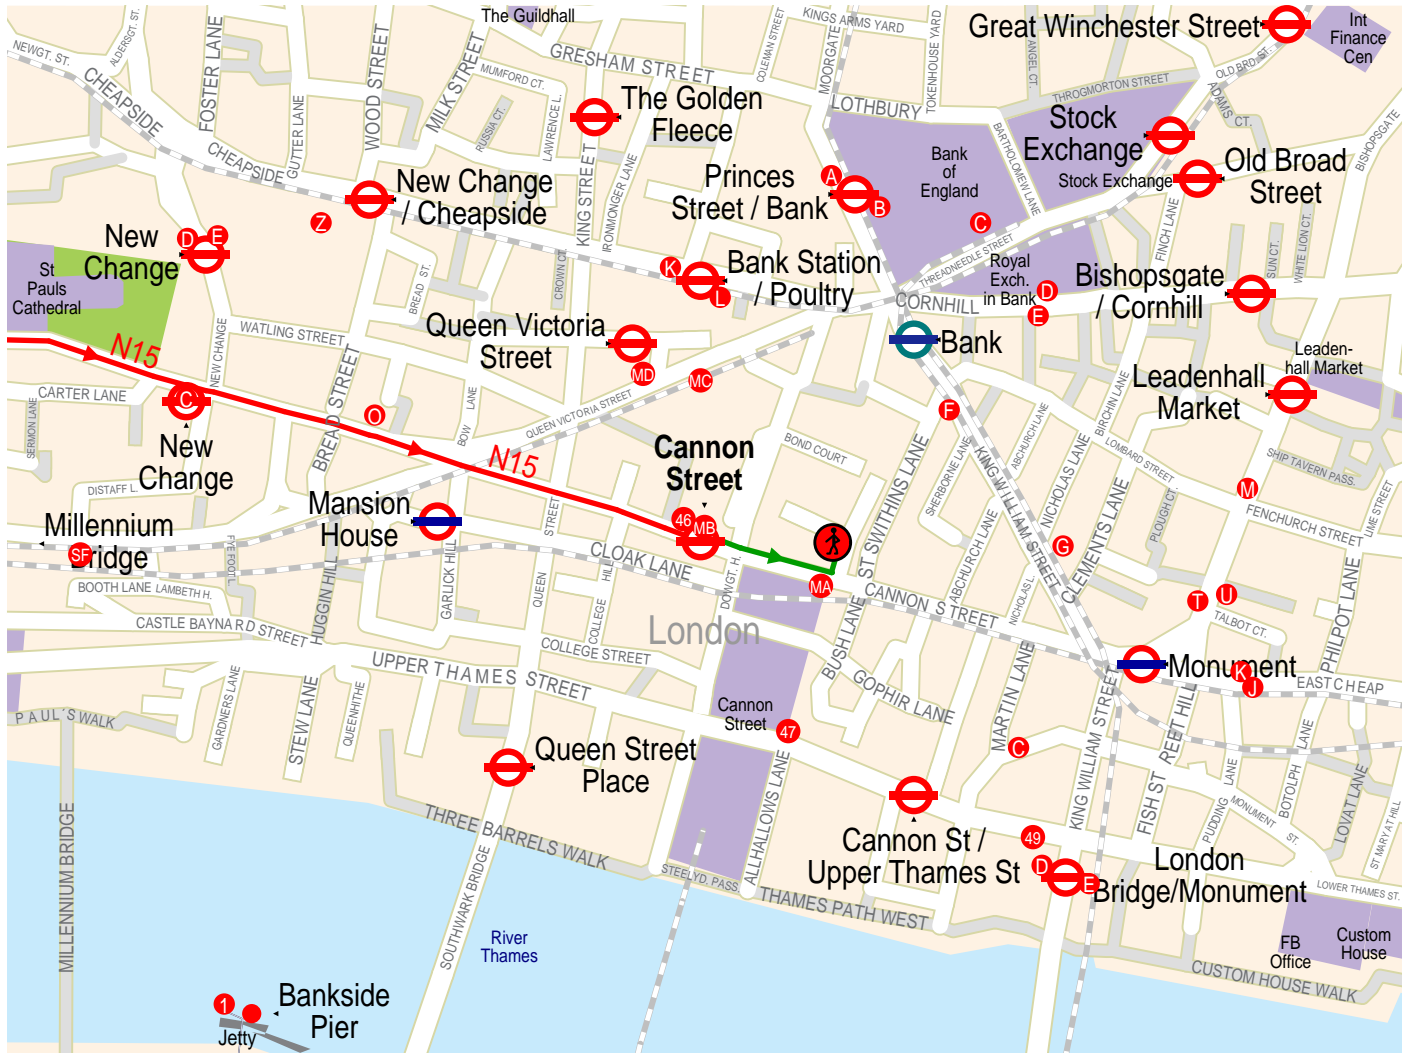 The Guildhall
KINGS ARMS YARD
Great Winchester Street
Int
Finance
Cen
NEWGT. ST.
ALDERSGT. ST.
CHEAPSIDE
FOSTER LANE
WOOD STREET
MILK STREET
GRESHAM STREET
COLEMAN STREET
MOORGATE
TOKENHOUSE YARD
ANGEL CT.
OLD BRD. ST.
MUMFORD CT.
RUSSIA CT.
LAWRENCE L.
The Golden
Fleece
LOTHBURY
THROGMORTON STREET
ADAMS CT.
BISHOPSGATE
Stock
Exchange
BARTHOLOMEW LANE
Bank
of
England
CHEAPSIDE
GUTTER LANE
New Change
/ Cheapside
KING STREET
IRONMONGER LANE
Princes
Street / Bank
A
B
C
Stock Exchange
Old Broad
Street
FINCH LANE
SUN CT.
WHITE LION CT.
Z
D
E
New
Change
St
Pauls
Cathedral
BREAD ST.
CROWN CT.
K
L
Bank Station
/ Poultry
THREADNEEDLE STREET
Royal
Exch.
in Bank
CORNHILL
D
E
Bishopsgate
/ Cornhill
WATLING STREET
NEW CHANGE
Queen Victoria
Street
MD
MC
Bank
Leaden-
hall Market
Leadenhall
Market
N15
CARTER LANE
C
SERMON LANE
New
Change
BREAD STREET
O
BOW LANE
QUEEN VICTORIA STREET
F
ABCHURCH LANE
BIRCHIN LANE
LOMBARD STREET
SHIP TAVERN PASS.
N15
Cannon
Street
BOND COURT
ST SWITHINS LANE
SHERBORNE LANE
KING WILLIAM STREET
NICHOLAS LANE
CLEMENTS LANE
PLOUGH CT.
M
FENCHURCH STREET
LIME STREET
DISTAFF L.
Mansion
House
Millennium
Bridge
SF
FYE FOOT L.
STREET
46
MB
CLOAK LANE
DOWGT. H.
MA
G
BOOTH LANE
LAMBETH H.
HUGGIN HILL
GARLICK HILL
QUEEN
COLLEGE HILL
CANNON STREET
ABCHURCH LANE
NICHOLAS L.
T
U
TALBOT CT.
PHILPOT LANE
CASTLE BAYNARD STREET
London
COLLEGE STREET
BUSH LANE
UPPER THAMES STREET
GOPHIR LANE
MARTIN LANE
Monument
K
J
EAST CHEAP
PAUL´S WALK
GARDNERS LANE
STEW LANE
QUEENHITHE
Cannon
Street
47
C
KING WILLIAM STREET
FISH STREET HILL
Queen Street
Place
ALLHALLOWS LANE
PUDDING LANE
BOTOLPH LANE
LOVAT LANE
MONUMENT ST.
ST MARY AT HILL
MILLENNIUM BRIDGE
THREE BARRELS WALK
STEELYD. PASS.
Cannon St /
Upper Thames St
49
D
E
London
Bridge/Monument
LOWER THAMES ST.
THAMES PATH WEST
SOUTHWARK BRIDGE
River
Thames
FB
Office
Custom
House
CUSTOM HOUSE WALK
1
Bankside
Pier
Jetty